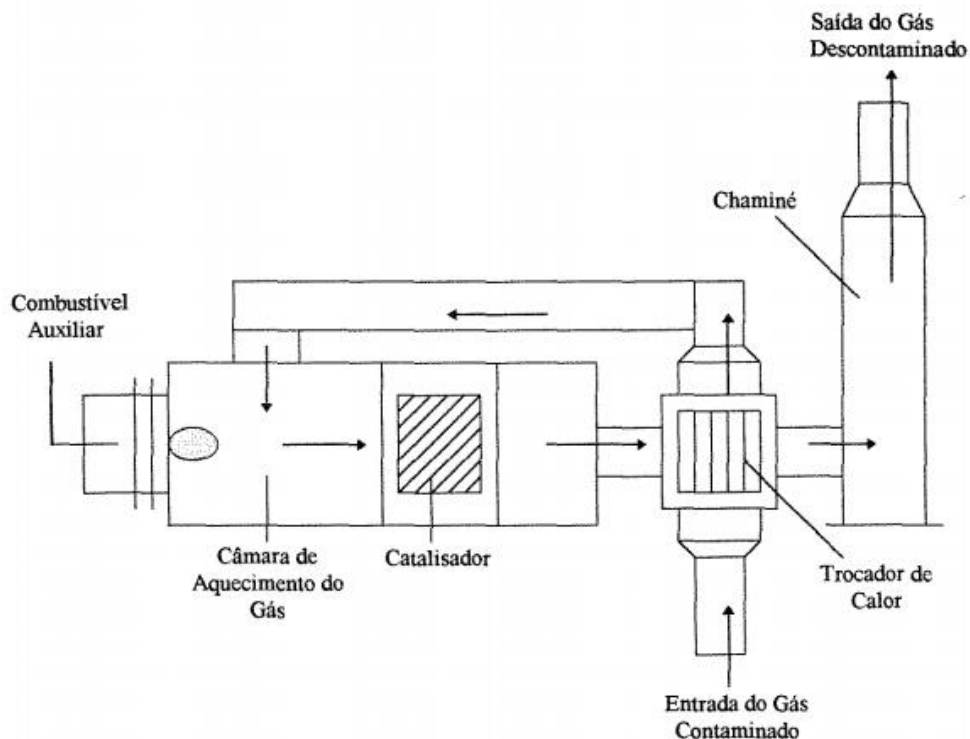 Saída do Gás
Descontaminado
Chaminé
Combustível
Auxiliar
Câmara de
Aquecimento do
Gás
Catalisador
Trocador de
Calor
Entrada do Gás
Contaminado